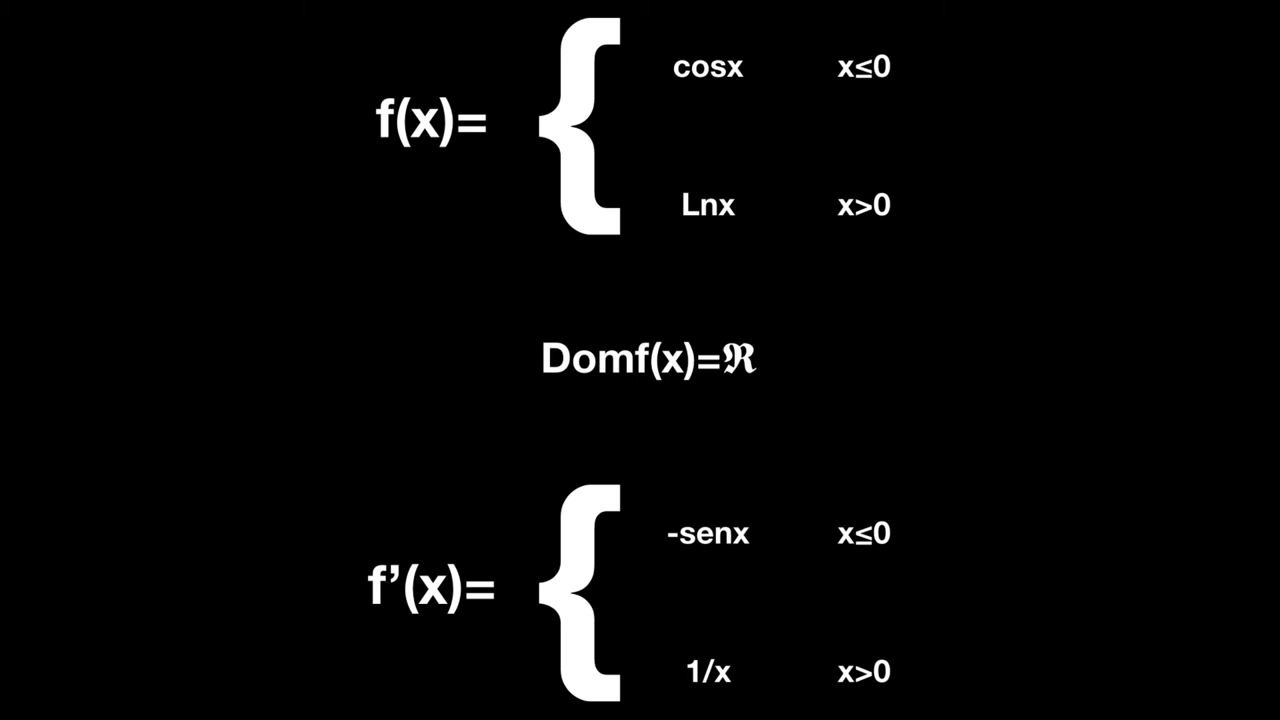 f(x)= { cosx x≤0
Lnx x>0
Domf(x)=ℜ
f’(x)= { -senx x≤0
1/x x>0